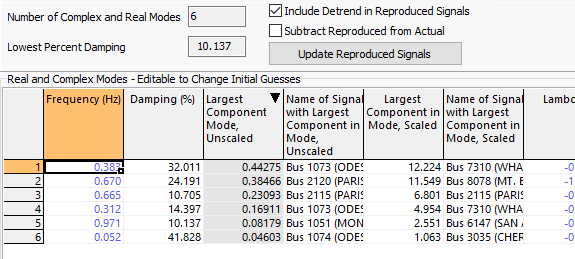 Number of Complex and Real Modes 6
Include Detrend in Reproduced Signals
Subtract Reproduced from Actual
Lowest Percent Damping 10.137
Update Reproduced Signals
Real and Complex Modes - Editable to Change Initial Guesses
Frequency (Hz) Damping (%) Largest Component Mode, Unscaled Name of Signal with Largest Component in Mode, Unscaled Largest Component in Mode, Scaled Name of Signal with Largest Component in Mode, Scaled Lambd
1 0.383 32.011 0.44275 Bus 1073 (ODES 12.224 Bus 7310 (WHA -0
2 0.670 24.191 0.38466 Bus 2120 (PARIS 11.549 Bus 8078 (MT. E -1
3 0.665 10.705 0.23093 Bus 2115 (PARIS 6.801 Bus 2115 (PARIS -0
4 0.312 14.397 0.16911 Bus 1073 (ODES 4.954 Bus 7310 (WHA -0
5 0.971 10.137 0.08179 Bus 1051 (MON 2.551 Bus 6147 (SAN -0
6 0.052 41.828 0.04603 Bus 1074 (ODES 1.063 Bus 3035 (CHER -0